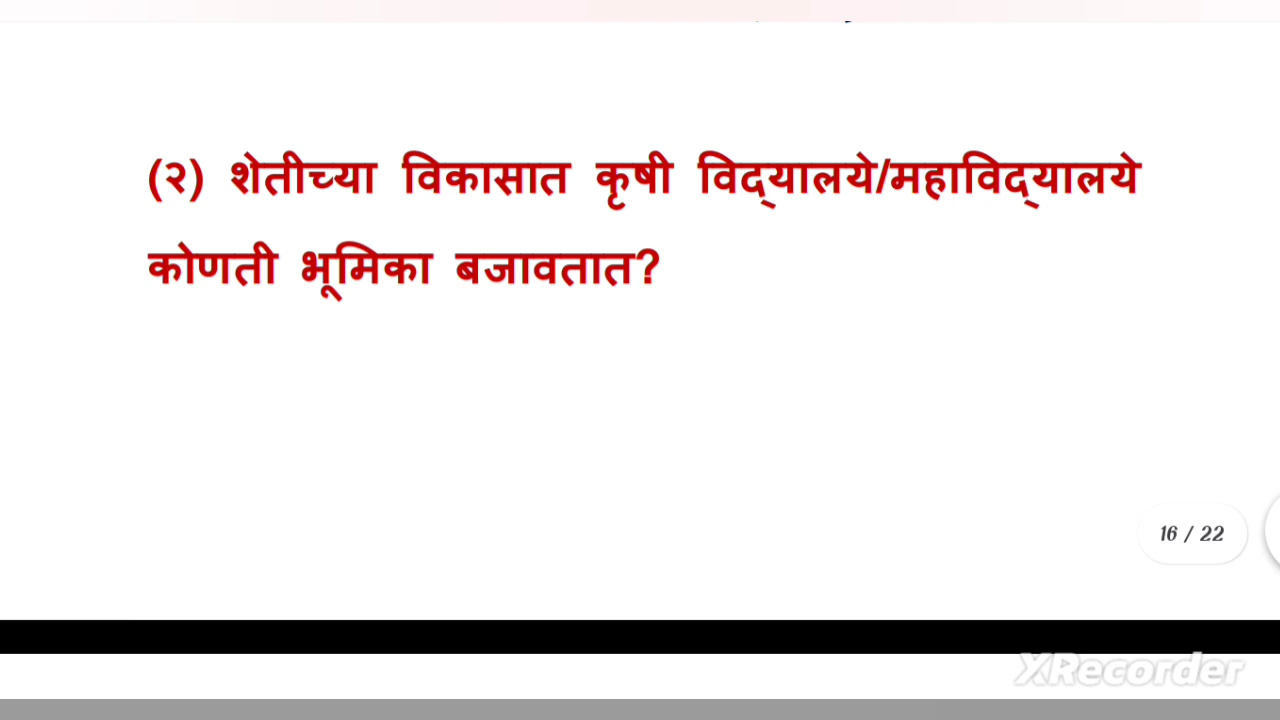 (२) शेतीच्या विकासात कृषी विद्‌यालये/महाविद्‌यालये
कोणती भूमिका बजावतात?
16 / 22
XRecorder